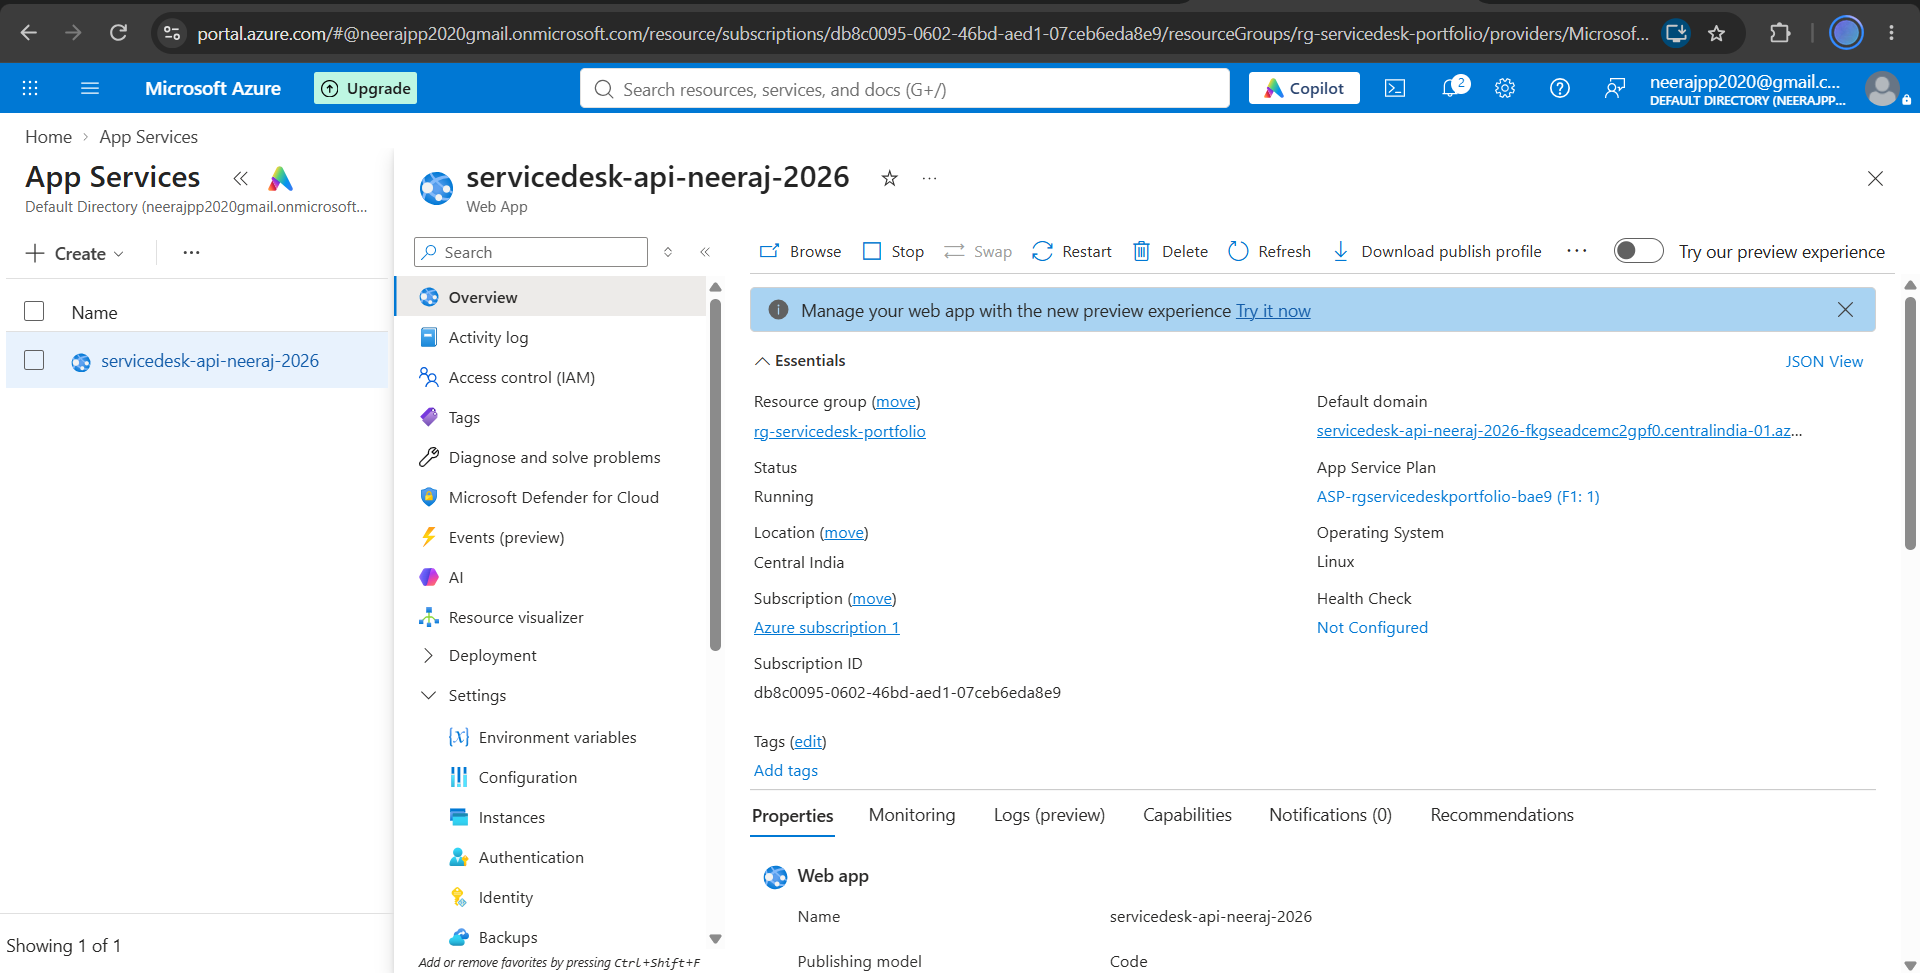 portal.azure.com/#@neerajpp2020gmail.onmicrosoft.com/resource/subscriptions/db8c0095-0602-46bd-aed1-07ceb6eda8e9/resourceGroups/rg-servicedesk-portfolio/providers/Microsof...
Microsoft Azure
Upgrade
Search resources, services, and docs (G+/)
Copilot
2
neerajpp2020@gmail.c...
DEFAULT DIRECTORY (NEERAJPP...
Home > App Services
App Services
Default Directory (neerajpp2020gmail.onmicrosoft...
Create
...
Name
servicedesk-api-neeraj-2026
Showing 1 of 1
servicedesk-api-neeraj-2026
...
Web App
Search
Overview
Activity log
Access control (IAM)
Tags
Diagnose and solve problems
Microsoft Defender for Cloud
Events (preview)
AI
Resource visualizer
Deployment
Settings
Environment variables
Configuration
Instances
Authentication
Identity
Backups
Add or remove favorites by pressing Ctrl+Shift+F
Browse Stop Swap Restart Delete Refresh Download publish profile ... Try our preview experience
Manage your web app with the new preview experience Try it now
Essentials
JSON View
Resource group (move)
rg-servicedesk-portfolio
Status
Running
Location (move)
Central India
Subscription (move)
Azure subscription 1
Subscription ID
db8c0095-0602-46bd-aed1-07ceb6eda8e9
Default domain
servicedesk-api-neeraj-2026-fkgseadcemc2gpf0.centralindia-01.az...
App Service Plan
ASP-rgservicedeskportfolio-bae9 (F1: 1)
Operating System
Linux
Health Check
Not Configured
Tags (edit)
Add tags
Properties Monitoring Logs (preview) Capabilities Notifications (0) Recommendations
Web app
Name servicedesk-api-neeraj-2026
Publishing model Code